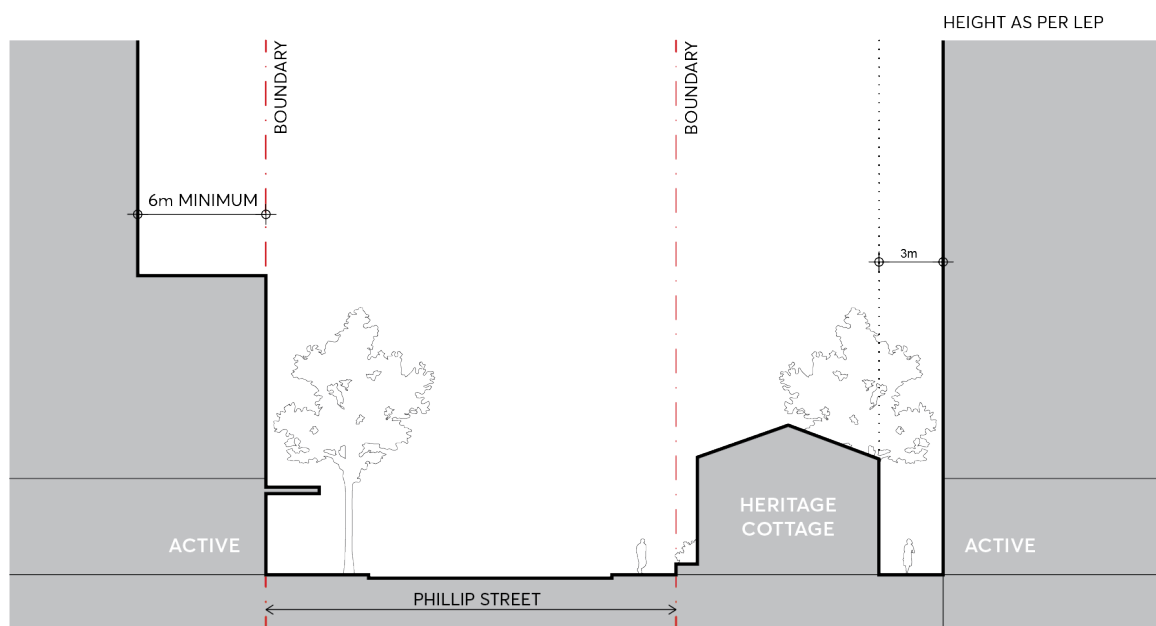 HEIGHT AS PER LEP
BOUNDARY
BOUNDARY
6m MINIMUM
3m
HERITAGE
COTTAGE
ACTIVE
ACTIVE
PHILLIP STREET